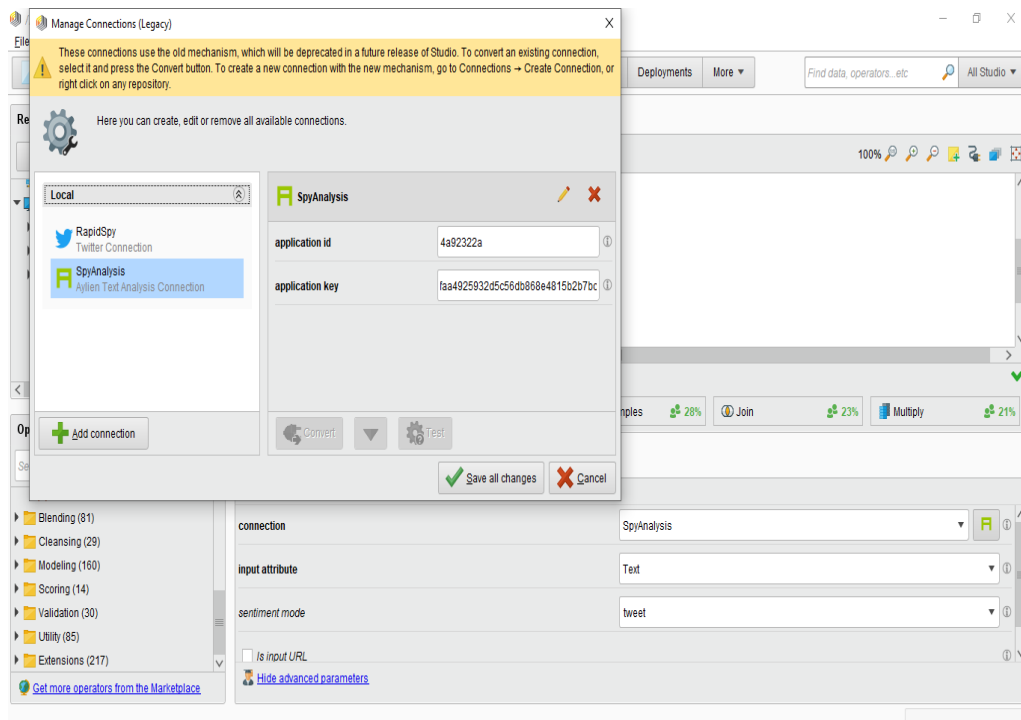 Manage Connections (Legacy)
File
These connections use the old mechanism, which will be deprecated in a future release of Studio. To convert an existing connection,
select it and press the Convert button. To create a new connection with the new mechanism, go to Connections → Create Connection, or
right click on any repository.
Deployments
More
Find data, operators...etc
All Studio
Re
Here you can create, edit or remove all available connections.
100%
Local
SpyAnalysis
RapidSpy
Twitter Connection
application id
4a92322a
SpyAnalysis
Aylien Text Analysis Connection
application key
faa4925932d5c56db868e4815b2b7bc
nples
28%
Join
23%
Multiply
21%
Op
Add connection
Convert
Test
Se
Save all changes
Cancel
Blending (81)
Cleansing (29)
Modeling (160)
Scoring (14)
Validation (30)
Utility (85)
Extensions (217)
Get more operators from the Marketplace
connection
SpyAnalysis
input attribute
Text
sentiment mode
tweet
Is input URL
Hide advanced parameters